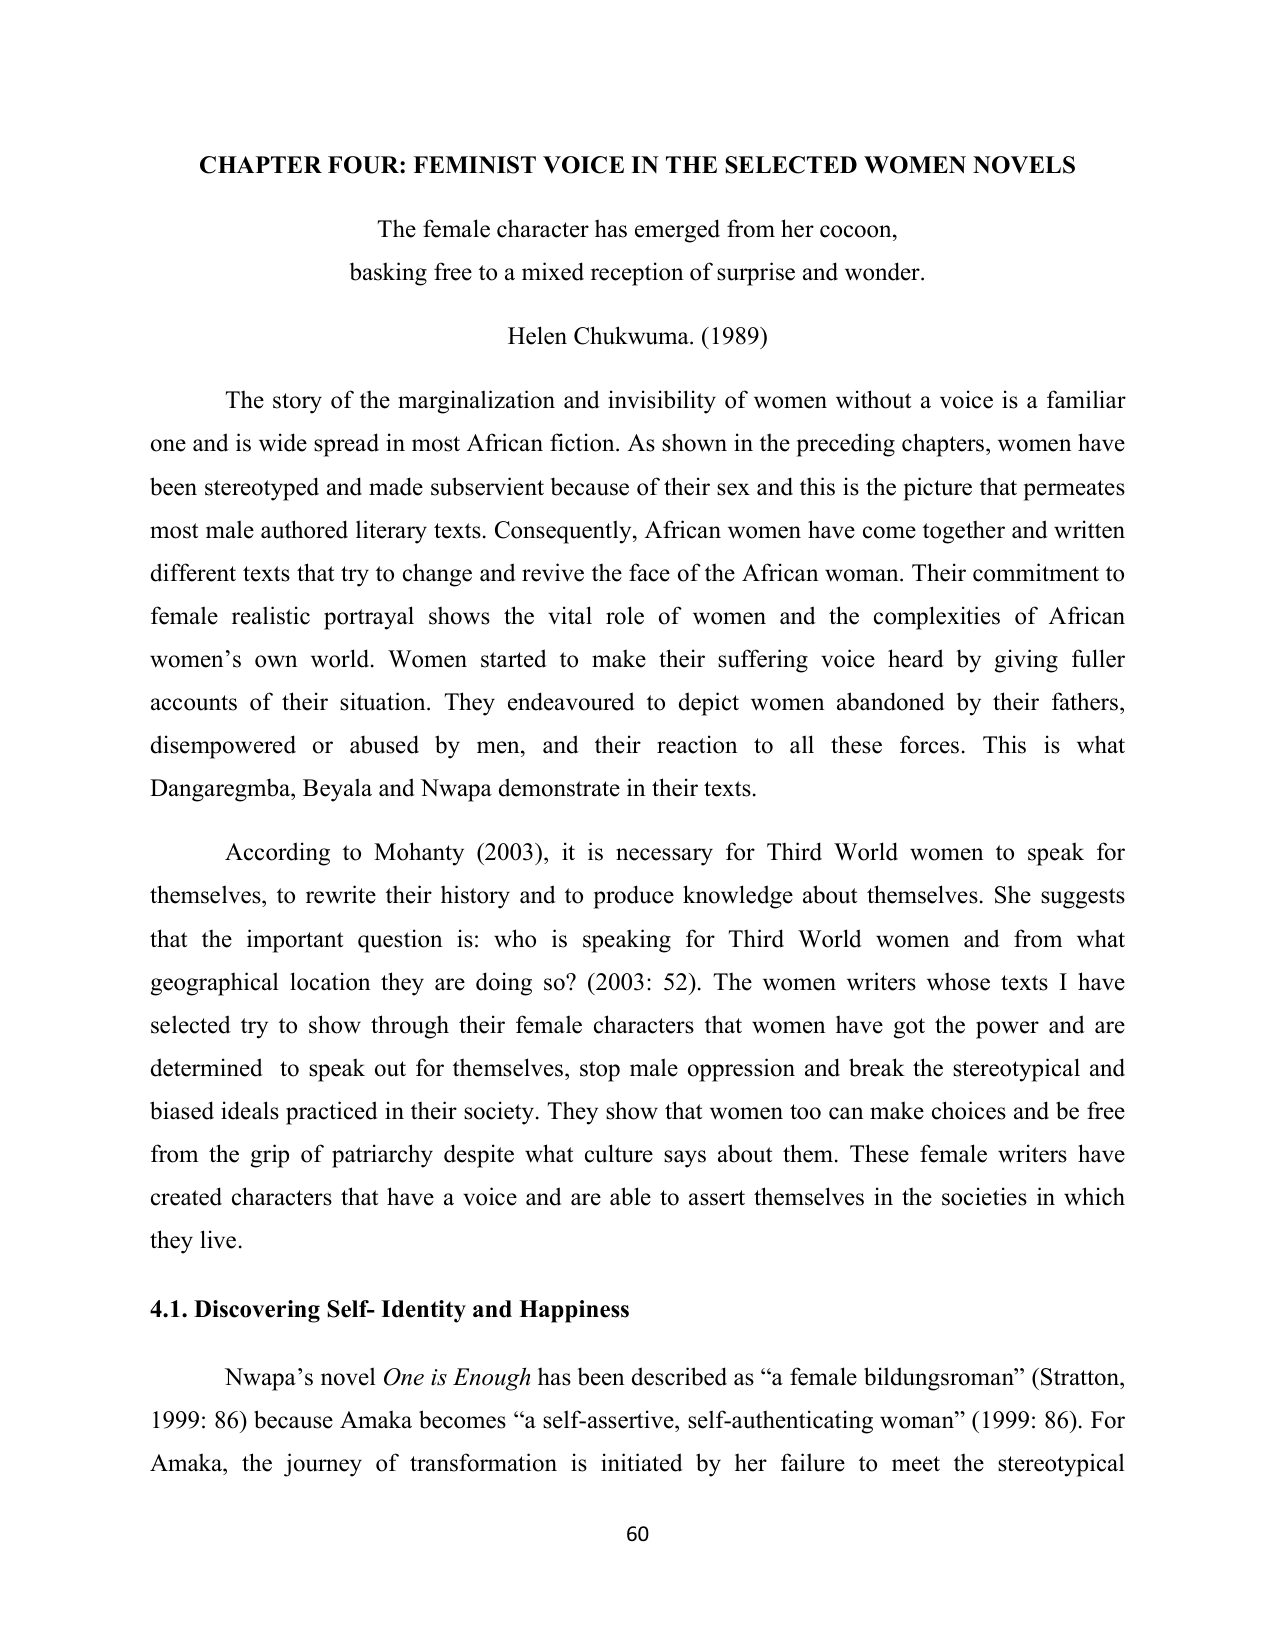 CHAPTER FOUR: FEMINIST VOICE IN THE SELECTED WOMEN NOVELS
The female character has emerged from her cocoon,
basking free to a mixed reception of surprise and wonder.
Helen Chukwuma. (1989)
The story of the marginalization and invisibility of women without a voice is a familiar
one and is wide spread in most African fiction. As shown in the preceding chapters, women have
been stereotyped and made subservient because of their sex and this is the picture that permeates
most male authored literary texts. Consequently, African women have come together and written
different texts that try to change and revive the face of the African woman. Their commitment to
female realistic portrayal shows the vital role of women and the complexities of African
women’s own world. Women started to make their suffering voice heard by giving fuller
accounts of their situation. They endeavoured to depict women abandoned by their fathers,
disempowered or abused by men, and their reaction to all these forces. This is what
Dangaregmba, Beyala and Nwapa demonstrate in their texts.
According to Mohanty (2003), it is necessary for Third World women to speak for
themselves, to rewrite their history and to produce knowledge about themselves. She suggests
that the important question is: who is speaking for Third World women and from what
geographical location they are doing so? (2003: 52). The women writers whose texts I have
selected try to show through their female characters that women have got the power and are
determined  to speak out for themselves, stop male oppression and break the stereotypical and
biased ideals practiced in their society. They show that women too can make choices and be free
from the grip of patriarchy despite what culture says about them. These female writers have
created characters that have a voice and are able to assert themselves in the societies in which
they live.
4.1. Discovering Self- Identity and Happiness
Nwapa’s novel One is Enough has been described as “a female bildungsroman” (Stratton,
1999: 86) because Amaka becomes “a self-assertive, self-authenticating woman” (1999: 86). For
Amaka, the journey of transformation is initiated by her failure to meet the stereotypical
60